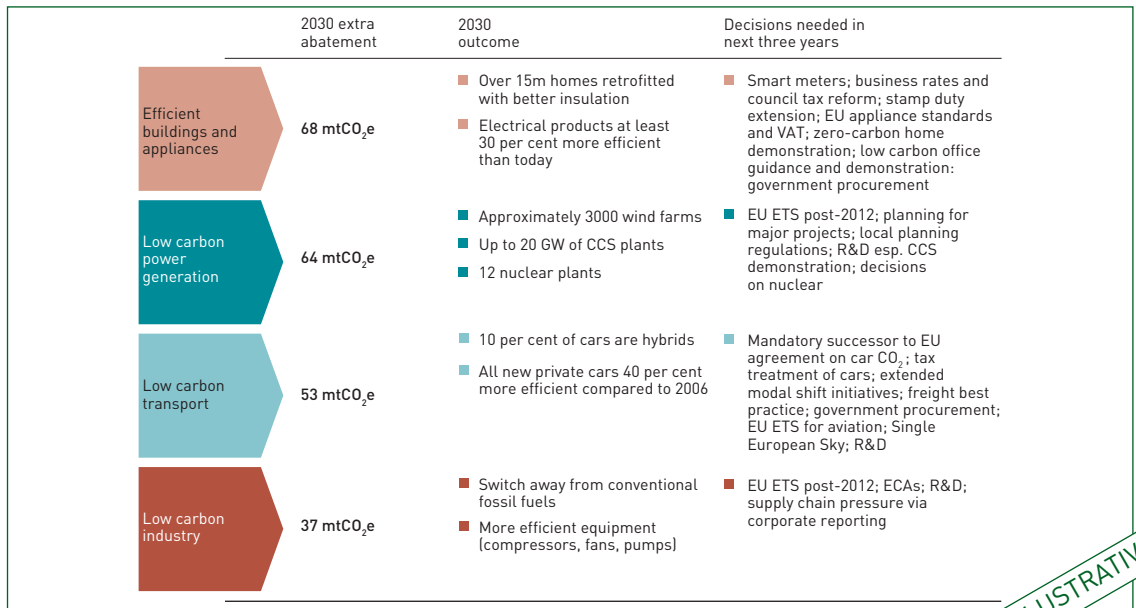 2030 extra
abatement
2030
outcome
Decisions needed in
next three years
Efficient
buildings and
appliances
68 mtCO₂e
Over 15m homes retrofitted
with better insulation
Electrical products at least
30 per cent more efficient
than today
Smart meters; business rates and
council tax reform; stamp duty
extension; EU appliance standards
and VAT; zero-carbon home
demonstration; low carbon office
guidance and demonstration:
government procurement
Low carbon
power
generation
64 mtCO₂e
Approximately 3000 wind farms
Up to 20 GW of CCS plants
12 nuclear plants
EU ETS post-2012; planning for
major projects; local planning
regulations; R&D esp. CCS
demonstration; decisions
on nuclear
Low carbon
transport
53 mtCO₂e
10 per cent of cars are hybrids
All new private cars 40 per cent
more efficient compared to 2006
Mandatory successor to EU
agreement on car CO₂; tax
treatment of cars; extended
modal shift initiatives; freight best
practice; government procurement;
EU ETS for aviation; Single
European Sky; R&D
Low carbon
industry
37 mtCO₂e
Switch away from conventional
fossil fuels
More efficient equipment
(compressors, fans, pumps)
EU ETS post-2012; ECAs; R&D;
supply chain pressure via
corporate reporting